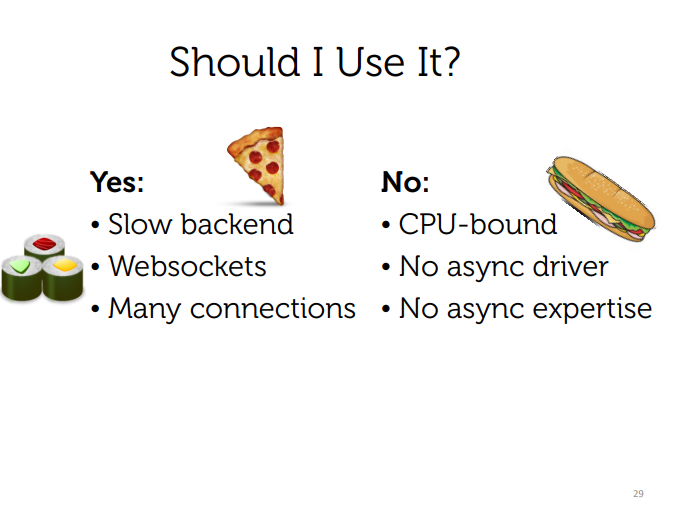 Should I Use It?
Yes:
• Slow backend
• Websockets
• Many connections
No:
• CPU-bound
• No async driver
• No async expertise
29